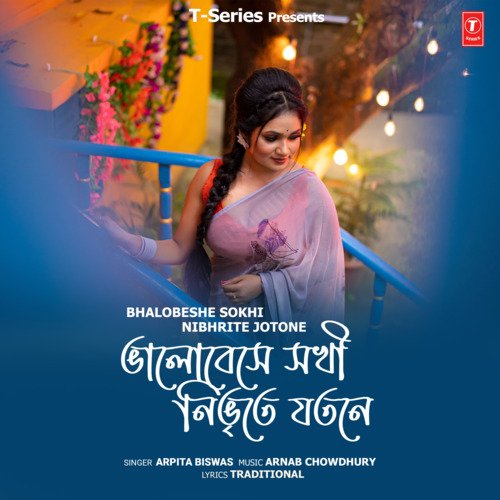 T-Series Presents
T
SERIES
BHALOBESHE SOKHI
NIBHRITE JOTONE
ভালোবেসে সখী
নিভৃতে যতনে
SINGER ARPITA BISWAS MUSIC ARNAB CHOWDHURY
LYRICS TRADITIONAL